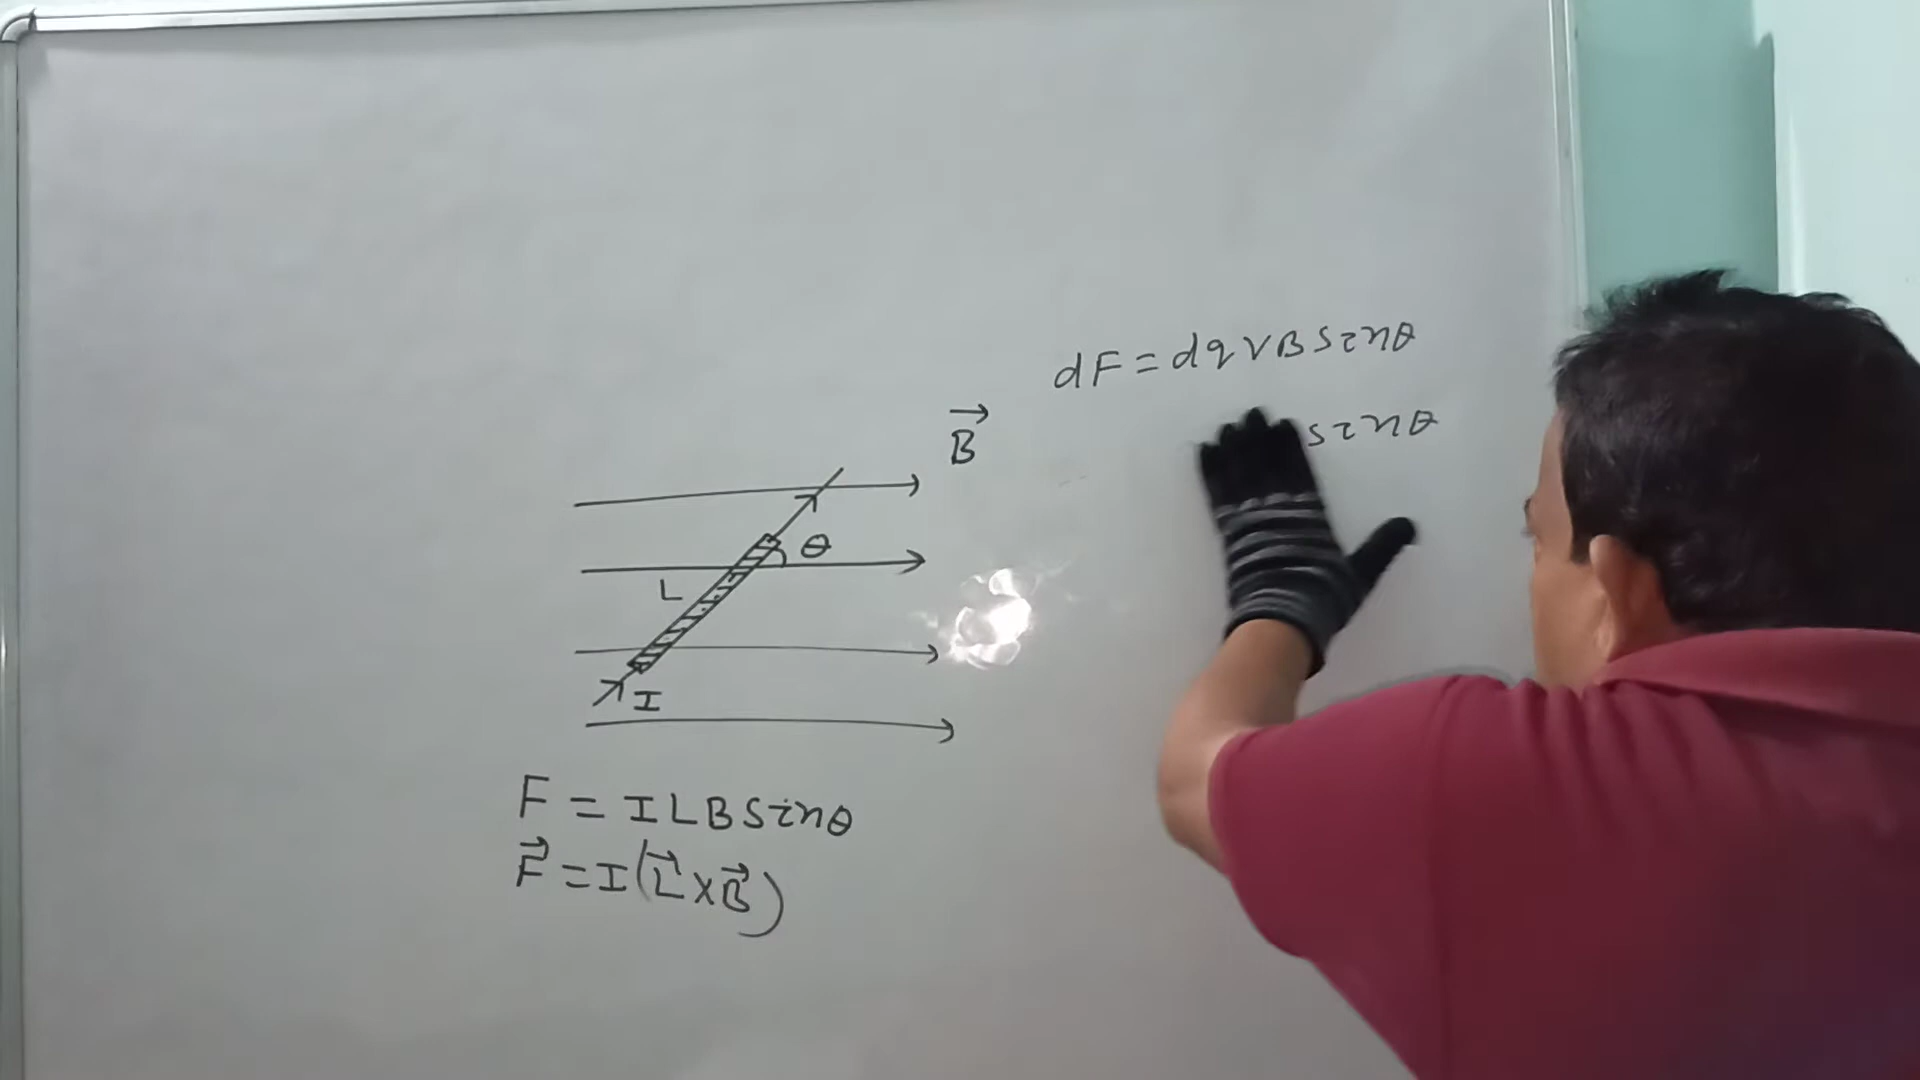 dF = dqVBsinθ
sinθ
B⃗
θ
L
I
F = ILBsinθ
F⃗ = I(L⃗ × B⃗)